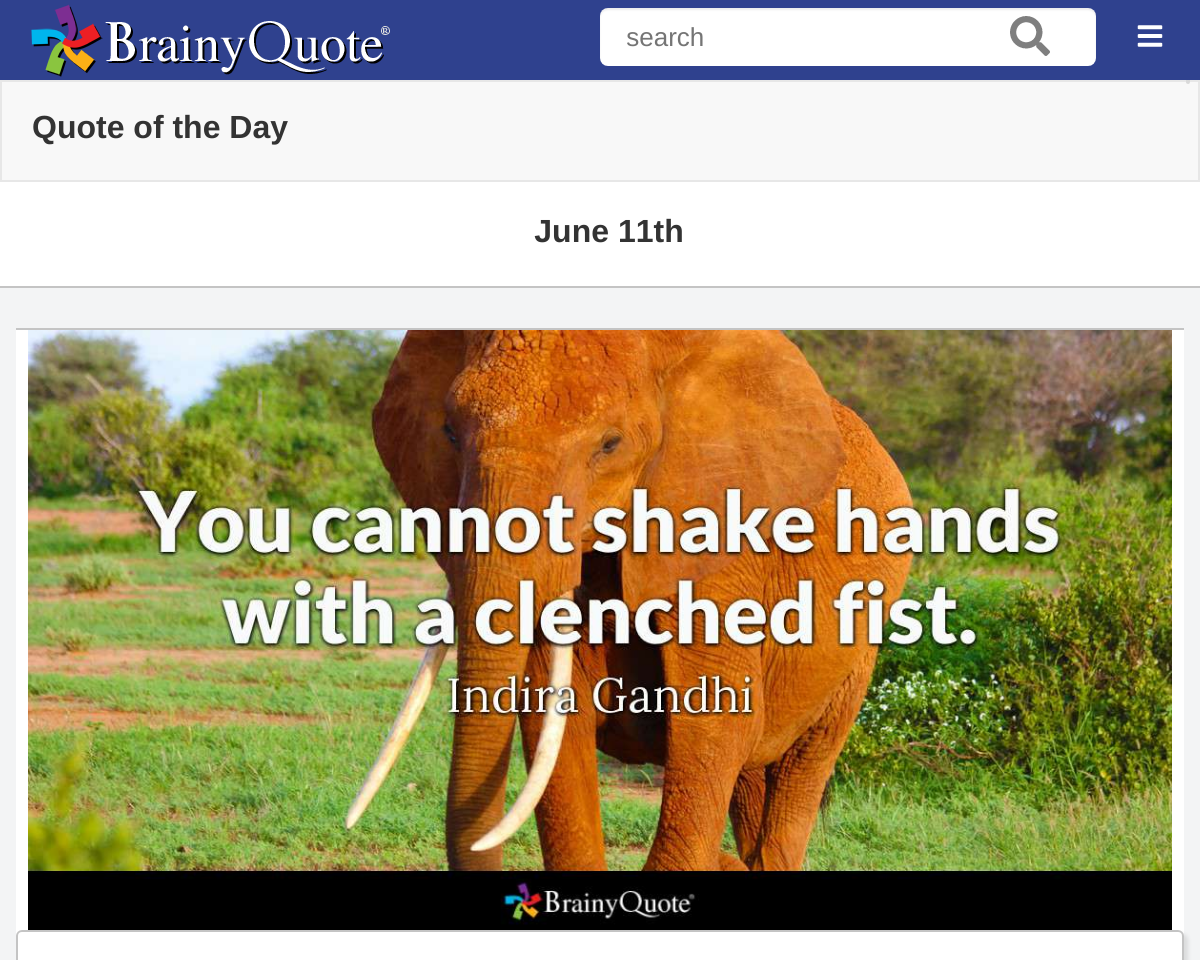 BrainyQuote®
search
Quote of the Day
June 11th
You cannot shake hands
with a clenched fist.
Indira Gandhi
BrainyQuote®